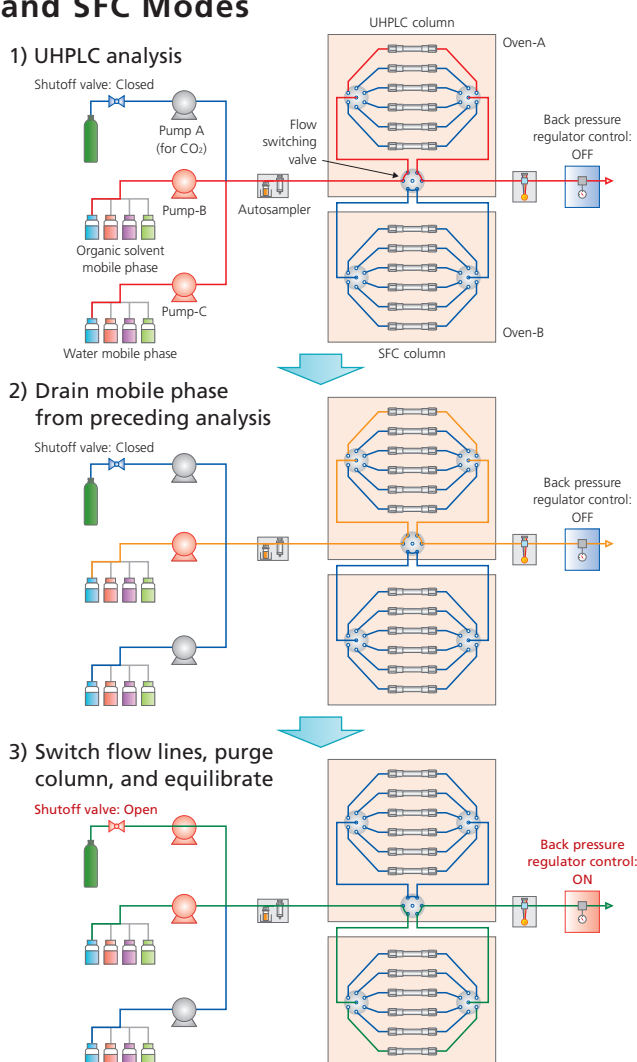 and SFC Modes
1) UHPLC analysis
Shutoff valve: Closed
Pump A
(for CO₂)
Pump-B
Organic solvent
mobile phase
Pump-C
Water mobile phase
Autosampler
Flow
switching
valve
UHPLC column
Oven-A
Back pressure
regulator control:
OFF
Oven-B
SFC column
2) Drain mobile phase
from preceding analysis
Shutoff valve: Closed
Back pressure
regulator control:
OFF
3) Switch flow lines, purge
column, and equilibrate
Shutoff valve: Open
Back pressure
regulator control:
ON